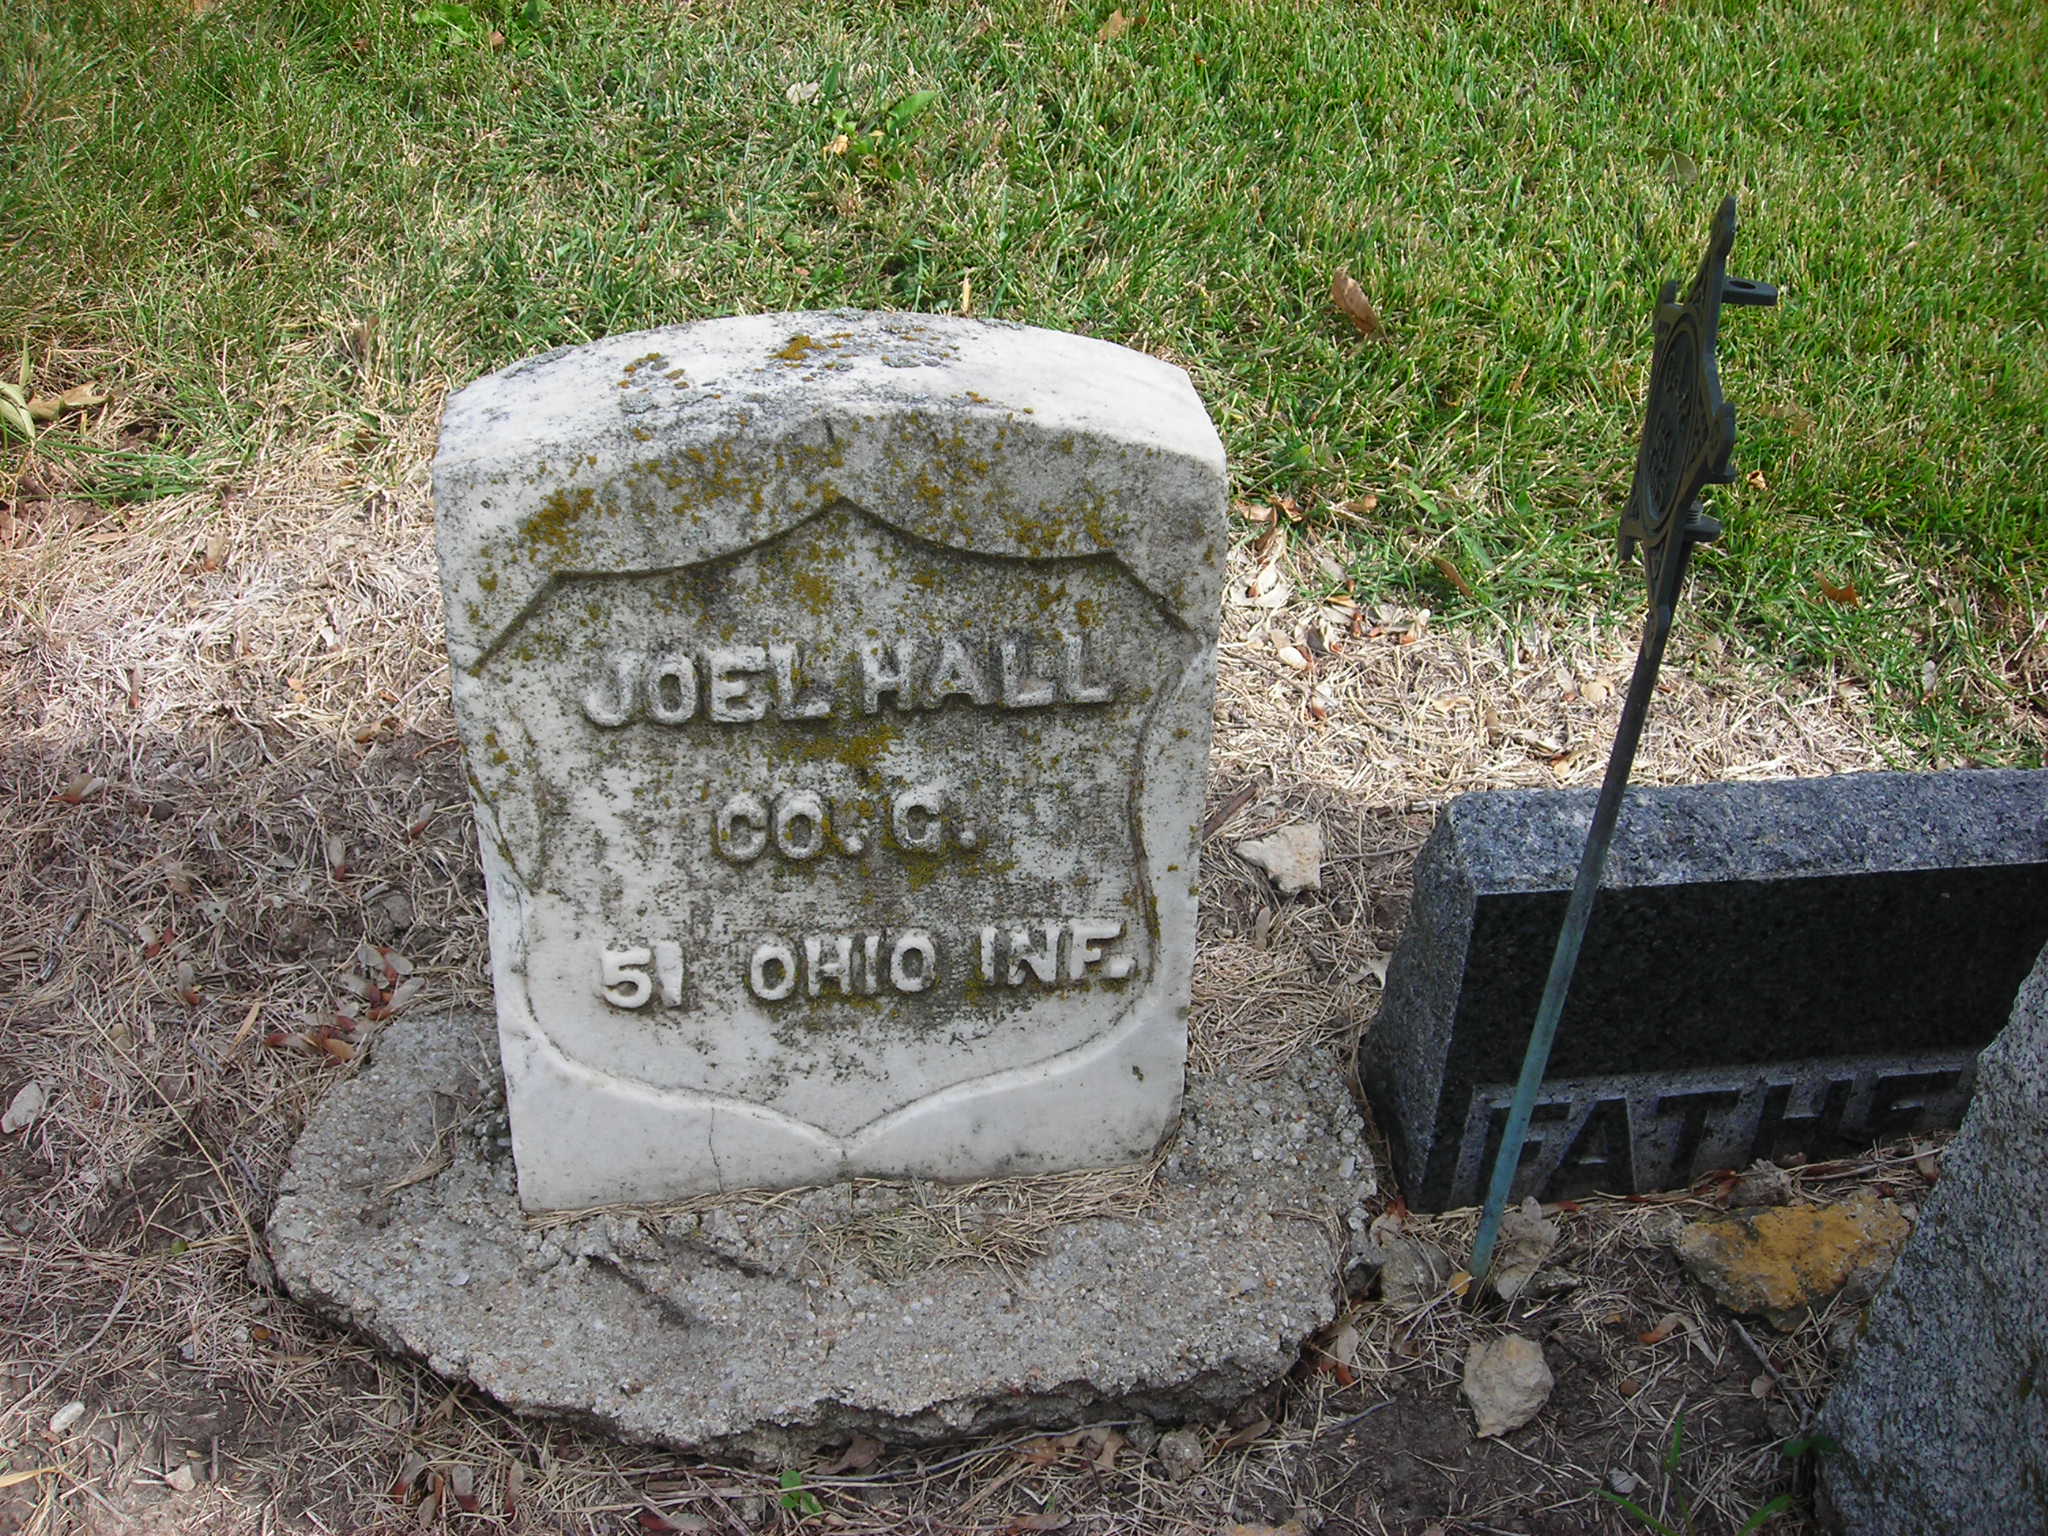 JOEL HALL
CO. C.
51 OHIO INF.